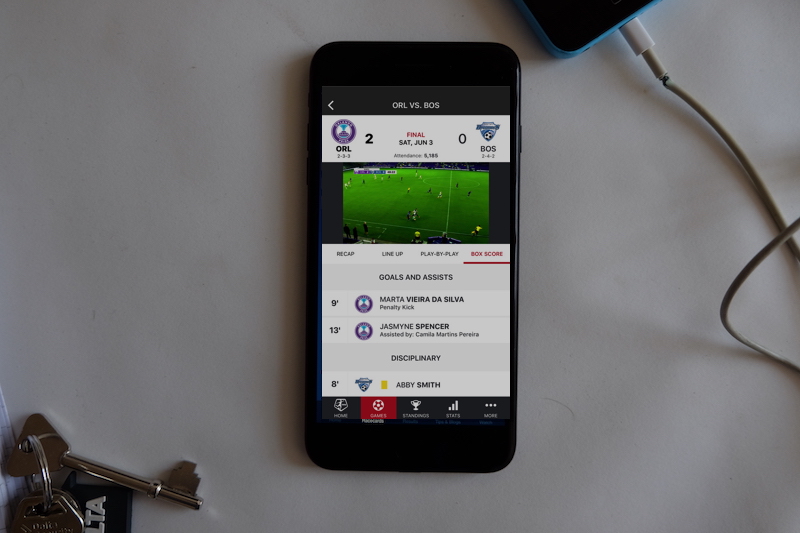 ORL VS. BOS
2
FINAL
0
SAT, JUN 3
ORL
BOS
2-3-3
Attendance: 5,185
2-4-2
RECAP
LINE UP
PLAY-BY-PLAY
BOX SCORE
GOALS AND ASSISTS
9'
MARTA VIEIRA DA SILVA
Penalty Kick
13'
JASMYNE SPENCER
Assisted by: Camila Martins Pereira
DISCIPLINARY
8'
ABBY SMITH
HOME
GAMES
STANDINGS
STATS
MORE
Racecards
LTA